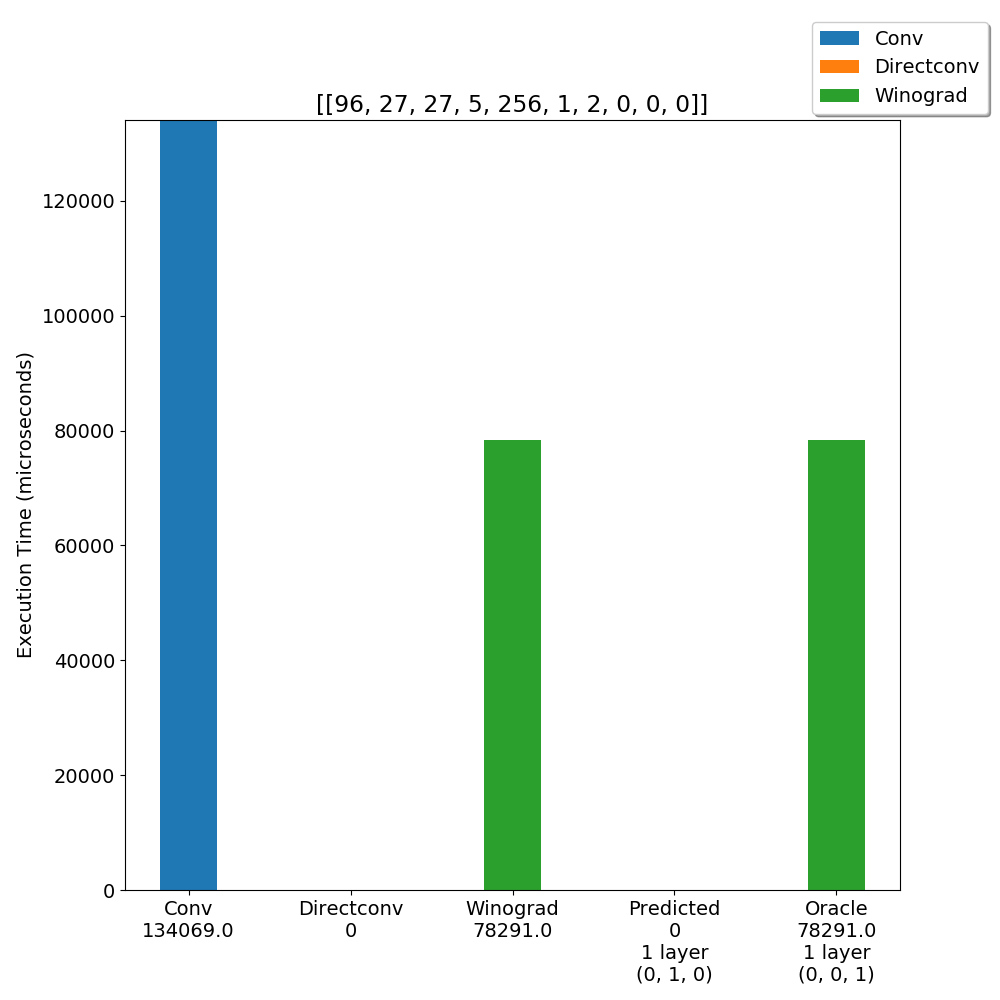 Conv
Directconv
Winograd
[[96, 27, 27, 5, 256, 1, 2, 0, 0, 0]]
Execution Time (microseconds)
120000
100000
80000
60000
40000
20000
0
Conv
134069.0
Directconv
0
Winograd
78291.0
Predicted
0
1 layer
(0, 1, 0)
Oracle
78291.0
1 layer
(0, 0, 1)